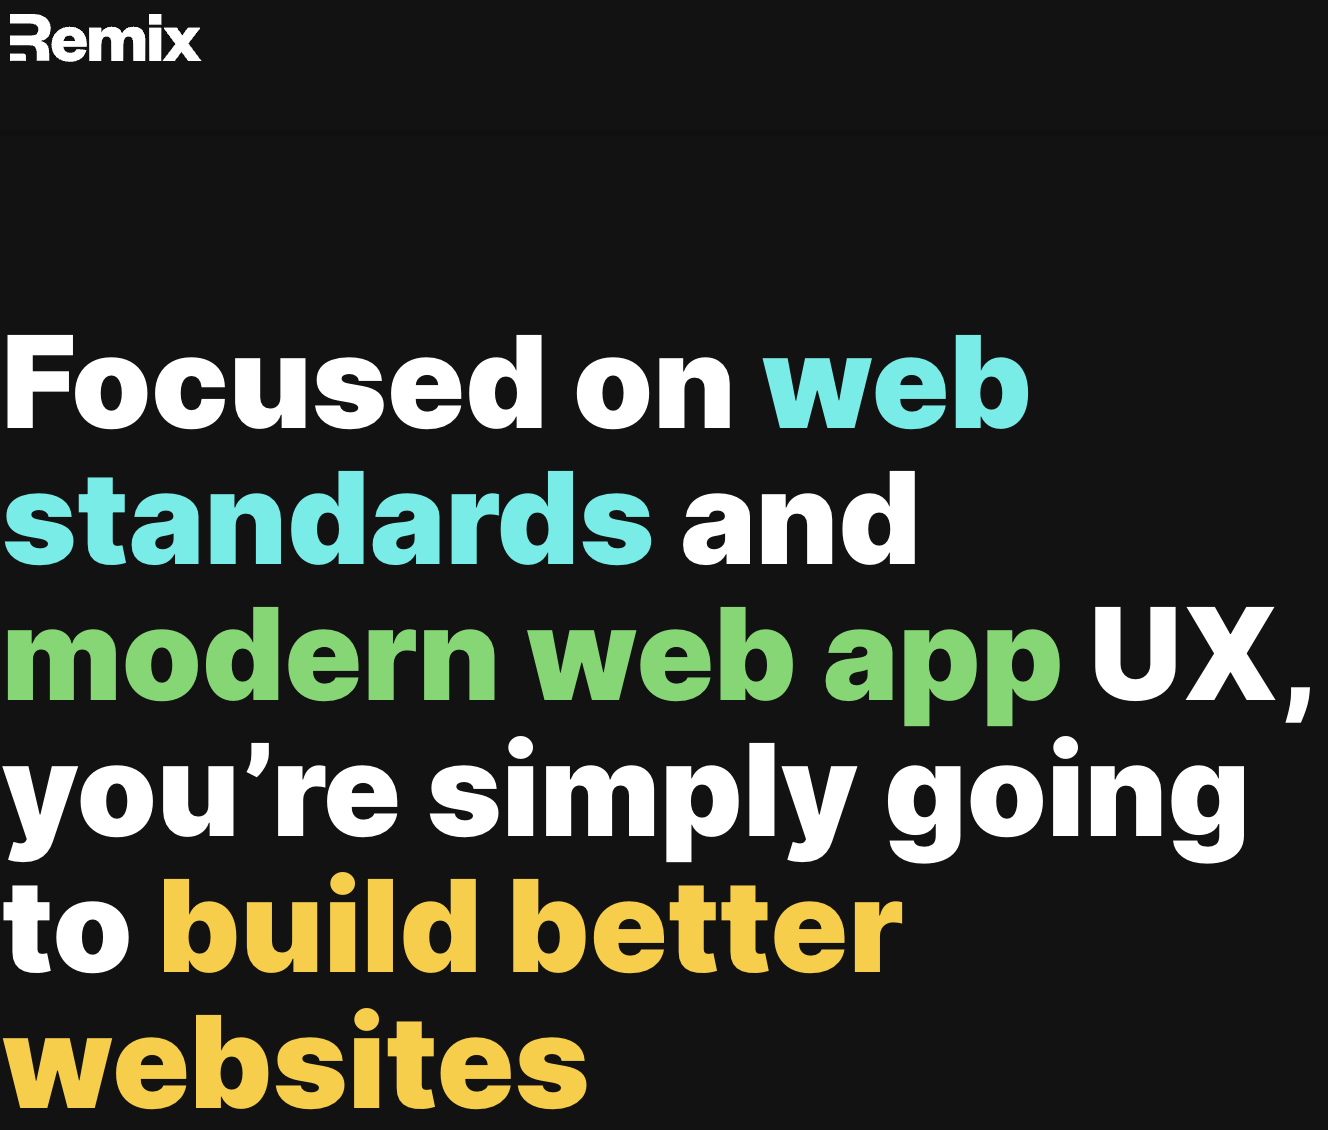 Remix
Focused on web
standards and
modern web app UX,
you’re simply going
to build better
websites